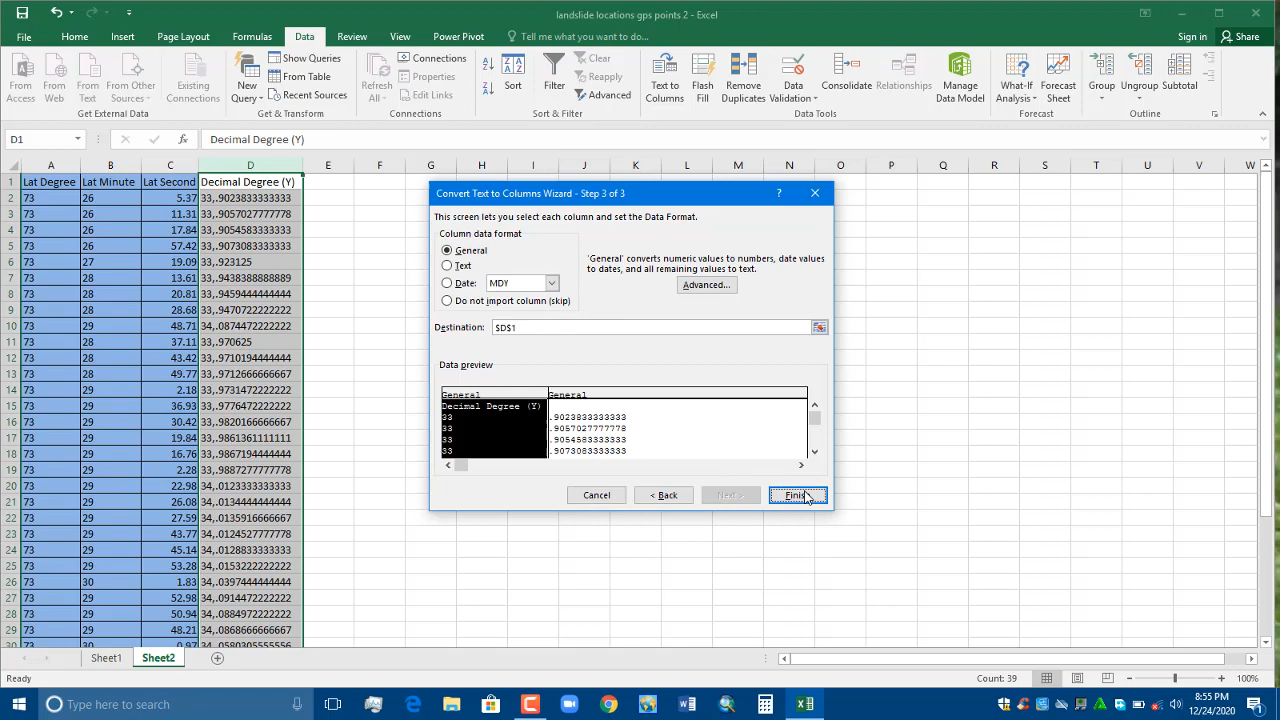 landslide locations gps points 2 - Excel
File Home Insert Page Layout Formulas Data Review View Power Pivot Tell me what you want to do... Sign in Share
From Access
From Web
From Text
From Other Sources
Existing Connections
Get External Data
New Query
Show Queries
From Table
Recent Sources
Get & Transform
Refresh All
Connections
Properties
Edit Links
Connections
Sort
Filter
Clear
Reapply
Advanced
Sort & Filter
Text to Columns
Flash Fill
Remove Duplicates
Data Validation
Consolidate
Relationships
Manage Data Model
Data Tools
What-If Analysis
Forecast Sheet
Forecast
Group
Ungroup
Subtotal
Outline
D1 fx Decimal Degree (Y)
A B C D E F G H I J K L M N O P Q R S T U V W
1 Lat Degree Lat Minute Lat Second Decimal Degree (Y)
2 73 26 5.37 33,.9023833333333
3 73 26 11.31 33,.9057027777778
4 73 26 17.84 33,.9054583333333
5 73 26 57.42 33,.9073083333333
6 73 27 19.09 33,.923125
7 73 28 13.61 33,.9438388888889
8 73 28 20.81 33,.9459444444444
9 73 28 28.68 33,.9470722222222
10 73 29 48.71 34,.0874472222222
11 73 28 37.11 33,.970625
12 73 28 43.42 33,.9710194444444
13 73 28 49.77 33,.9712666666667
14 73 29 2.18 33,.9731472222222
15 73 29 36.93 33,.9776472222222
16 73 29 30.42 33,.9820166666667
17 73 29 19.84 33,.9861361111111
18 73 29 16.76 33,.9867194444444
19 73 29 2.28 33,.9887277777778
20 73 29 22.28 34,.0091444444444
21 73 29 26.08 34,.0134444444444
22 73 29 27.59 34,.0135916666667
23 73 29 43.77 34,.0124527777778
24 73 29 45.14 34,.0128833333333
25 73 29 53.28 34,.0153222222222
26 73 30 1.83 34,.0397444444444
27 73 29 52.98 34,.0914472222222
28 73 29 50.94 34,.0884972222222
29 73 29 48.21 34,.0868666666667
30 73 30 0.97 34,.0580305555556
Convert Text to Columns Wizard - Step 3 of 3
This screen lets you select each column and set the Data Format.
Column data format
General
Text
Date: MDY
Do not import column (skip)
'General' converts numeric values to numbers, date values
to dates, and all remaining values to text.
Advanced...
Destination: $D$1
Data preview
General General
Decimal Degree (Y)
33 .9023833333333
33 .9057027777778
33 .9054583333333
33 .9073083333333
Cancel < Back Next > Finish
Sheet1 Sheet2
Ready Count: 39 100%
Type here to search
8:55 PM
12/24/2020